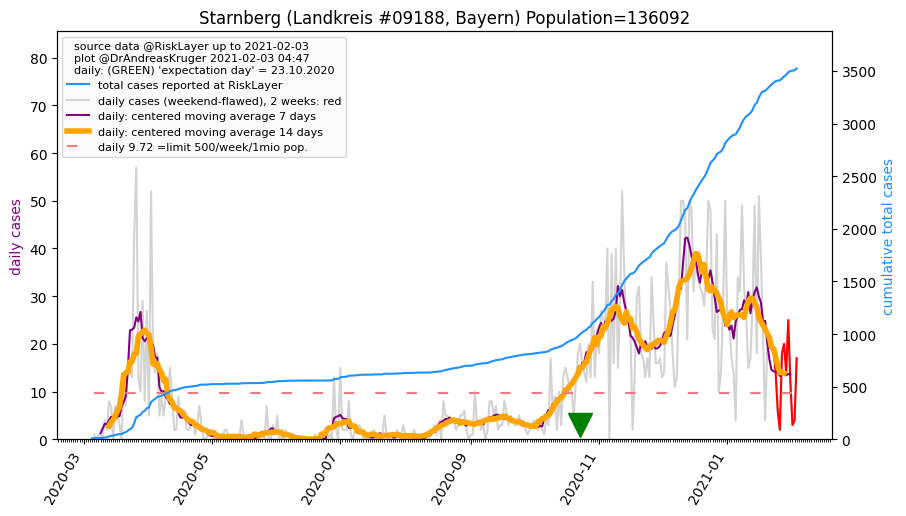 Starnberg (Landkreis #09188, Bayern) Population=136092
source data @RiskLayer up to 2021-02-03
plot @DrAndreasKruger 2021-02-03 04:47
daily: (GREEN) 'expectation day' = 23.10.2020
total cases reported at RiskLayer
daily cases (weekend-flawed), 2 weeks: red
daily: centered moving average 7 days
daily: centered moving average 14 days
daily 9.72 =limit 500/week/1mio pop.
daily cases
80
70
60
50
40
30
20
10
0
cumulative total cases
3500
3000
2500
2000
1500
1000
500
0
2020-03
2020-05
2020-07
2020-09
2020-11
2021-01